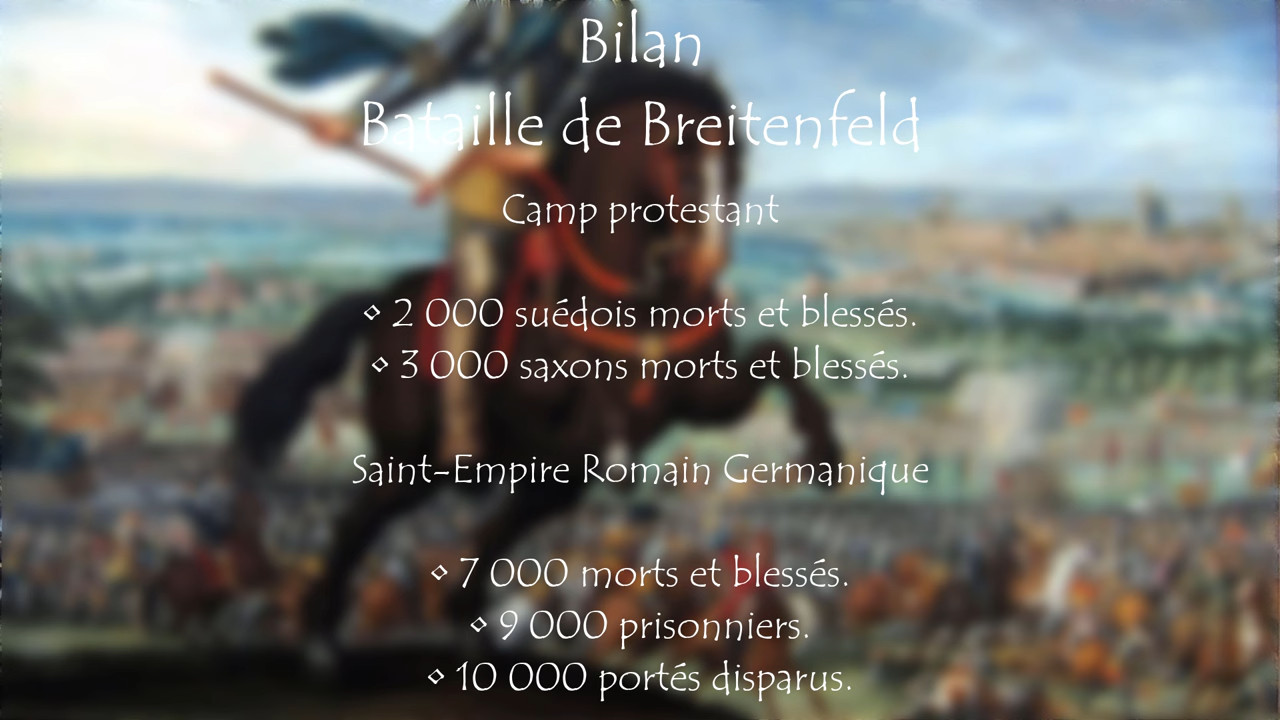 Bilan
Bataille de Breitenfeld
Camp protestant
⋄ 2 000 suédois morts et blessés.
⋄ 3 000 saxons morts et blessés.
Saint-Empire Romain Germanique
⋄ 7 000 morts et blessés.
⋄ 9 000 prisonniers.
⋄ 10 000 portés disparus.